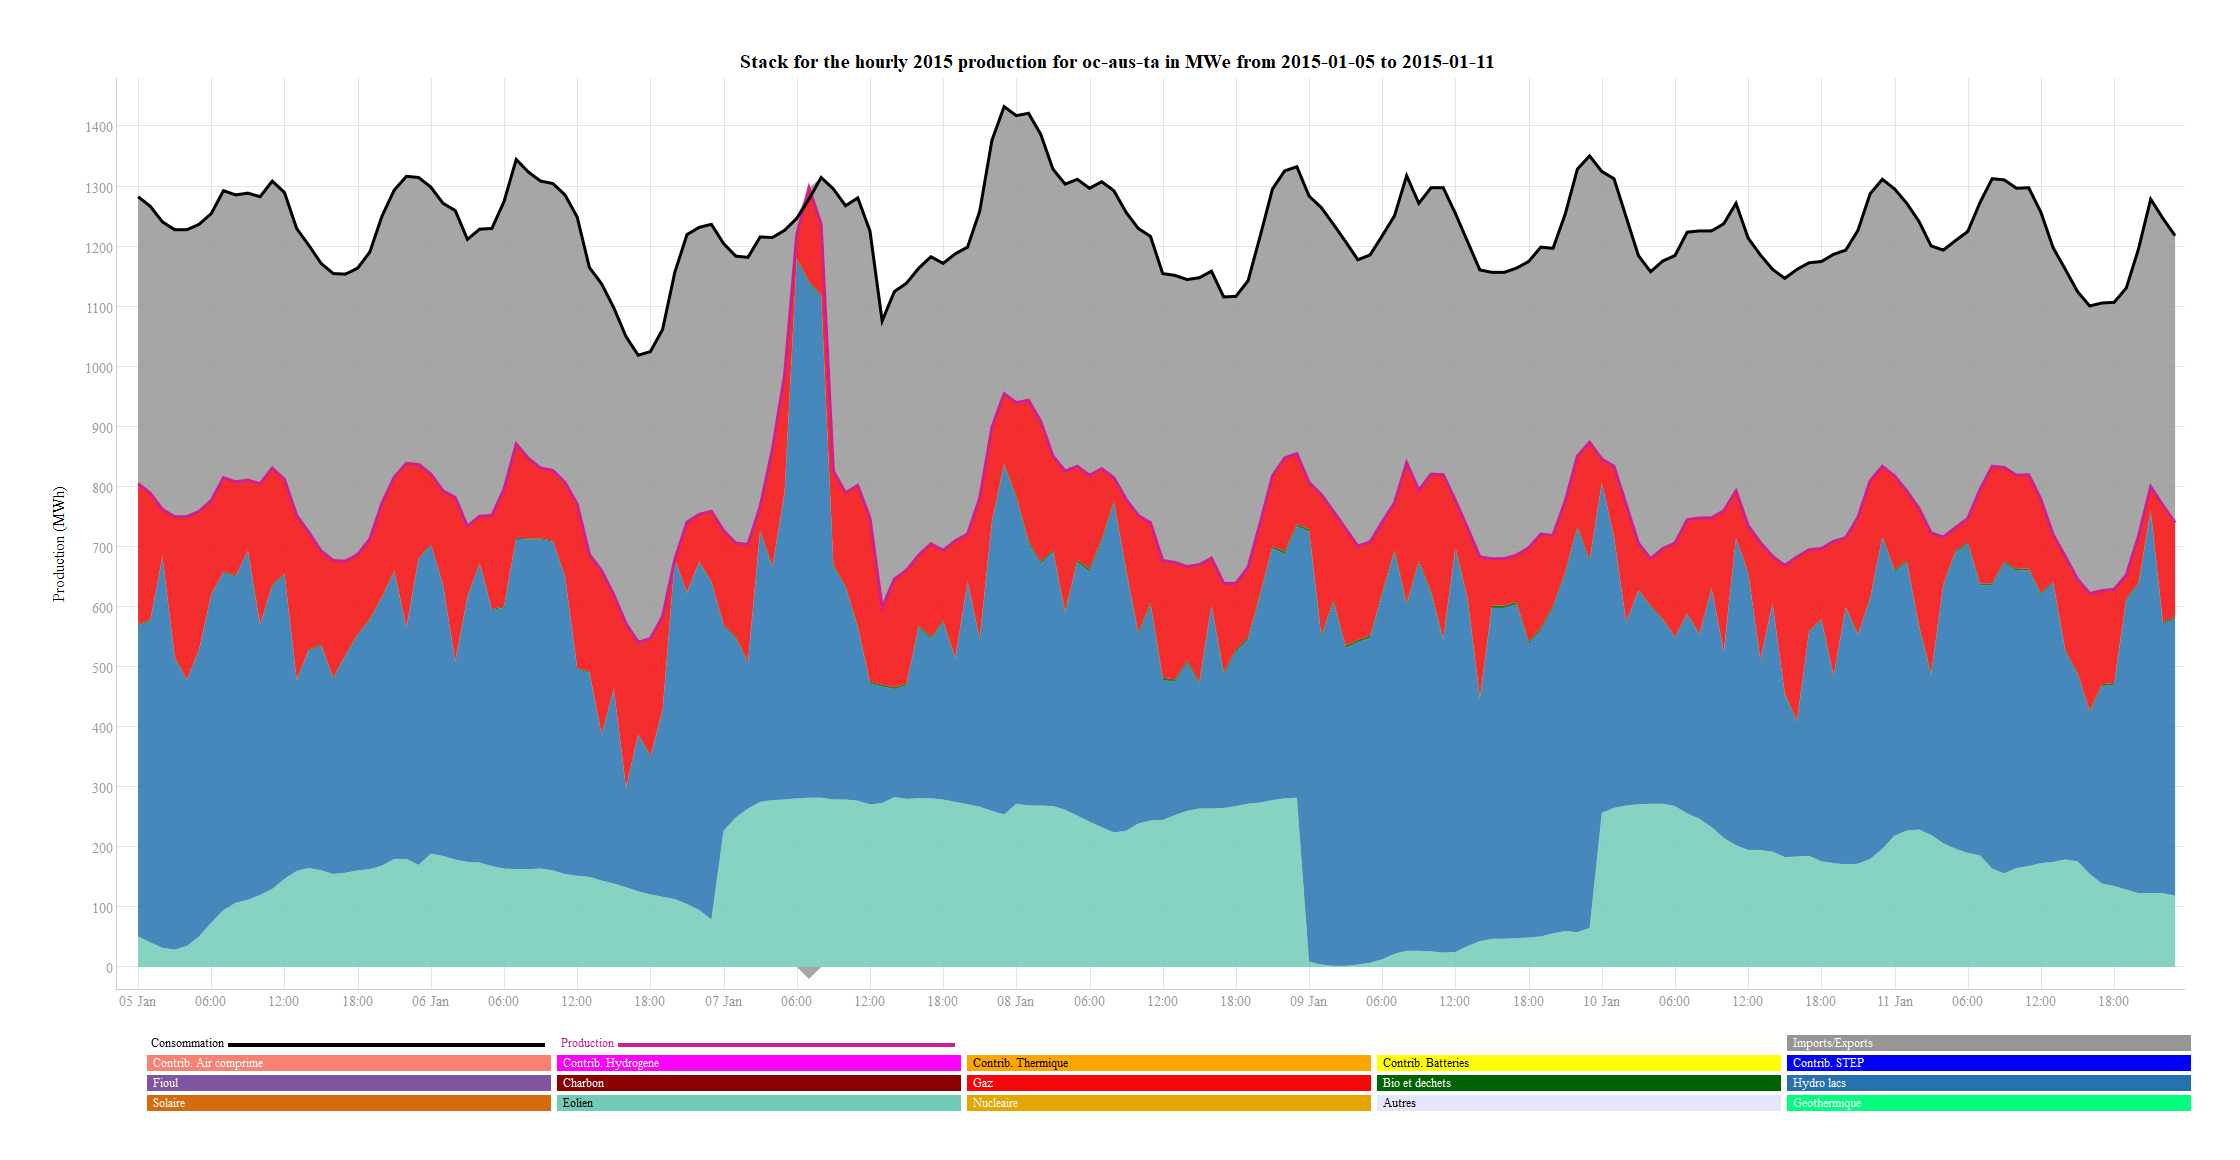 Stack for the hourly 2015 production for oc-aus-ta in MWe from 2015-01-05 to 2015-01-11
Production (MWh)
1400
1300
1200
1100
1000
900
800
700
600
500
400
300
200
100
0
05 Jan 06:00 12:00 18:00 06 Jan 06:00 12:00 18:00 07 Jan 06:00 12:00 18:00 08 Jan 06:00 12:00 18:00 09 Jan 06:00 12:00 18:00 10 Jan 06:00 12:00 18:00 11 Jan 06:00 12:00 18:00
Consommation Production Imports/Exports
Contrib. Air comprime Contrib. Hydrogene Contrib. Thermique Contrib. Batteries Contrib. STEP
Fioul Charbon Gaz Bio et dechets Hydro lacs
Solaire Eolien Nucleaire Autres Geothermique